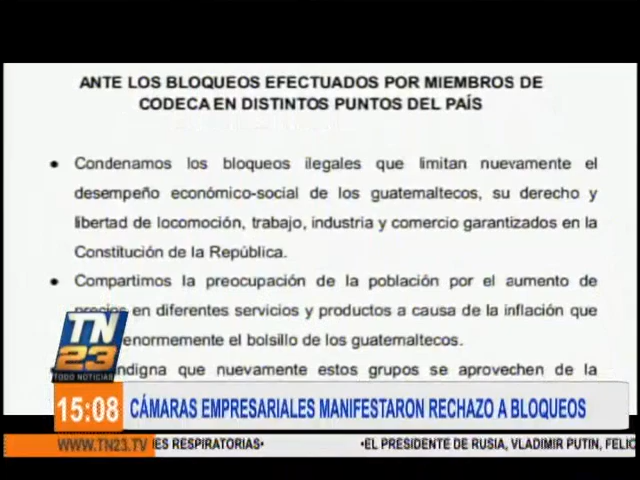 ANTE LOS BLOQUEOS EFECTUADOS POR MIEMBROS DE
CODECA EN DISTINTOS PUNTOS DEL PAÍS
● Condenamos los bloqueos ilegales que limitan nuevamente el
desempeño económico-social de los guatemaltecos, su derecho y
libertad de locomoción, trabajo, industria y comercio garantizados en la
Constitución de la República.
● Compartimos la preocupación de la población por el aumento de
precios en diferentes servicios y productos a causa de la inflación que
enormemente el bolsillo de los guatemaltecos.
que nuevamente estos grupos se aprovechen de la
TN
23
TODO NOTICIAS
15:08 CÁMARAS EMPRESARIALES MANIFESTARON RECHAZO A BLOQUEOS
WWW.TN23.TV IES RESPIRATORIAS• •EL PRESIDENTE DE RUSIA, VLADIMIR PUTIN, FELIC